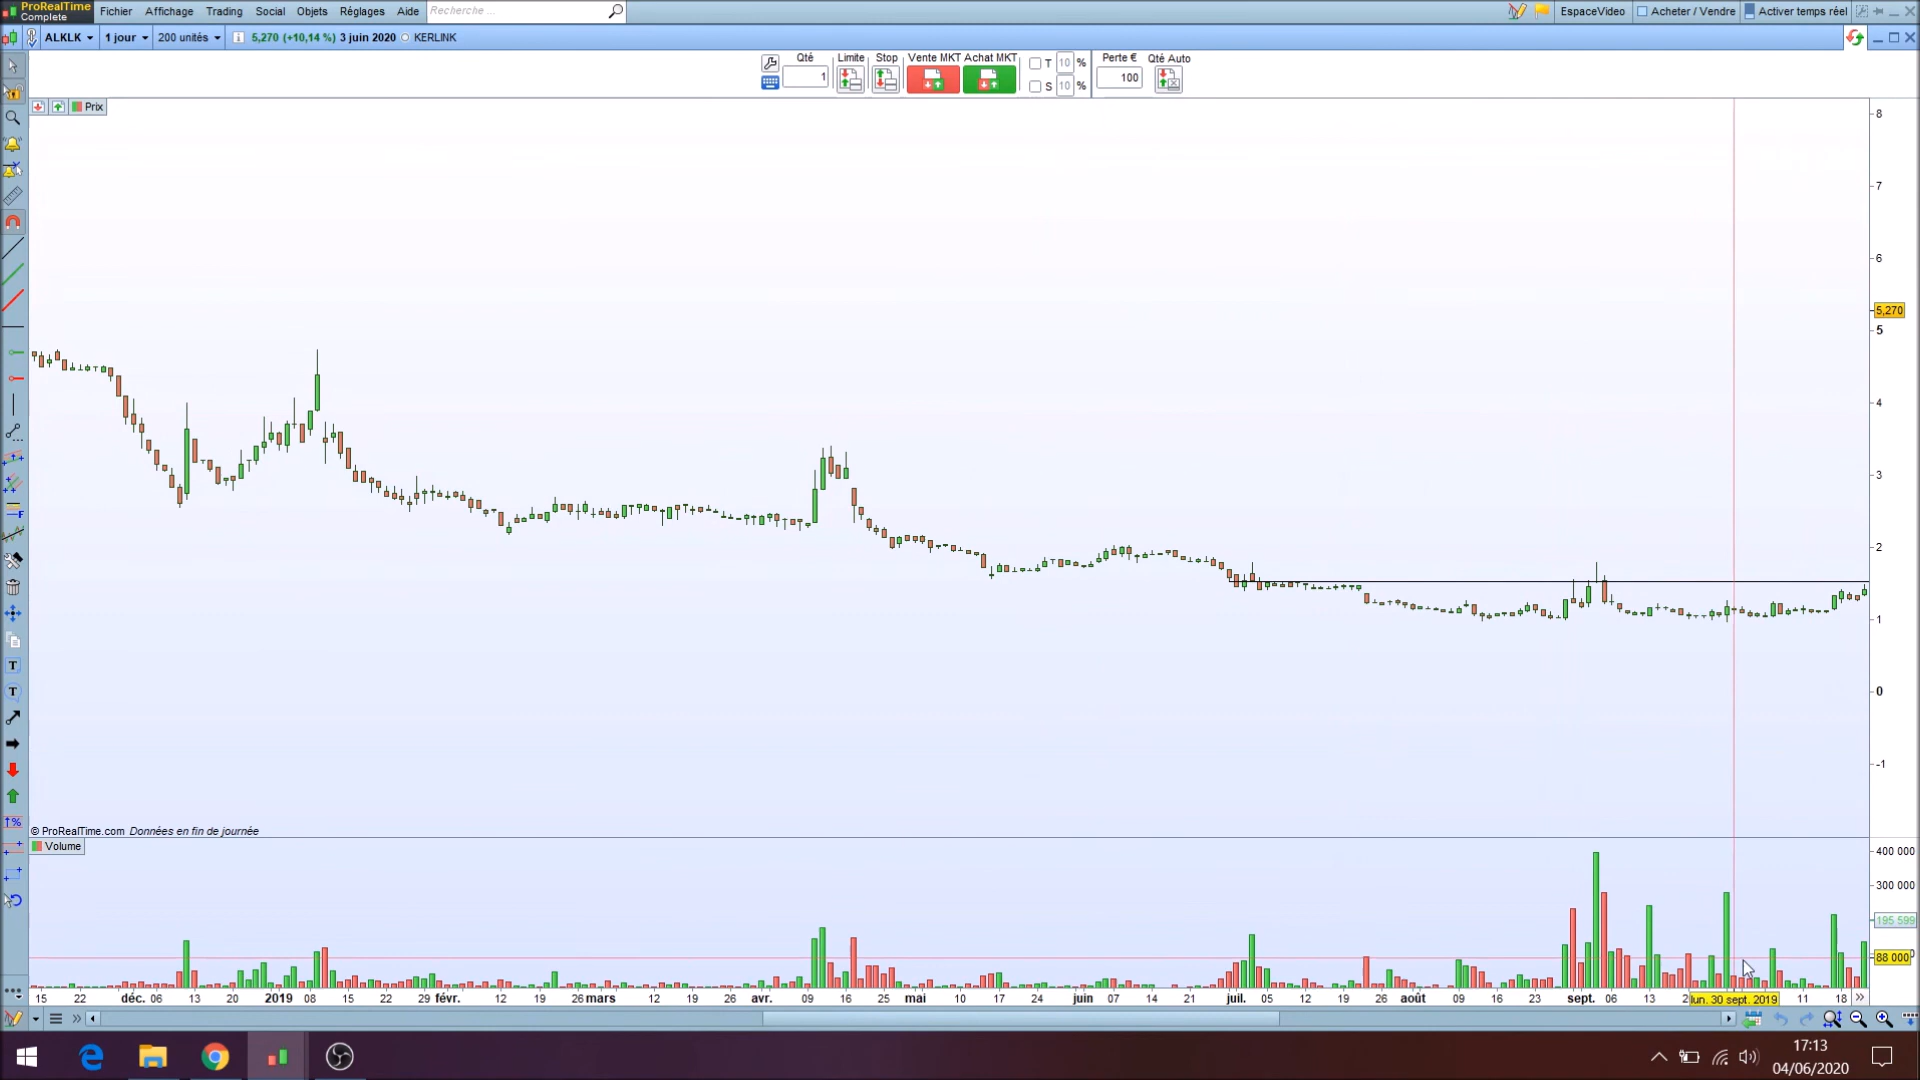 ProRealTime Fichier Affichage Trading Social Objets Réglages Aide Recherche ... EspaceVideo Acheter / Vendre Activer temps réel
Complete
ALKLK 1 jour 200 unités 5,270 (+10,14 %) 3 juin 2020 KERLINK
Qté Limite Stop Vente MKT Achat MKT T 10 % Perte € Qté Auto
1 S 10 % 100
Prix
8
7
6
5,270
5
4
3
2
1
0
-1
© ProRealTime.com Données en fin de journée
Volume
400 000
300 000
195 599
88 000
15 22 déc. 06 13 20 2019 08 15 22 29 févr. 12 19 26 mars 12 19 26 avr. 09 16 25 mai 10 17 24 juin 07 14 21 juil. 05 12 19 26 août 09 16 23 sept. 06 13 lun. 30 sept. 2019 11 18
17:13
04/06/2020